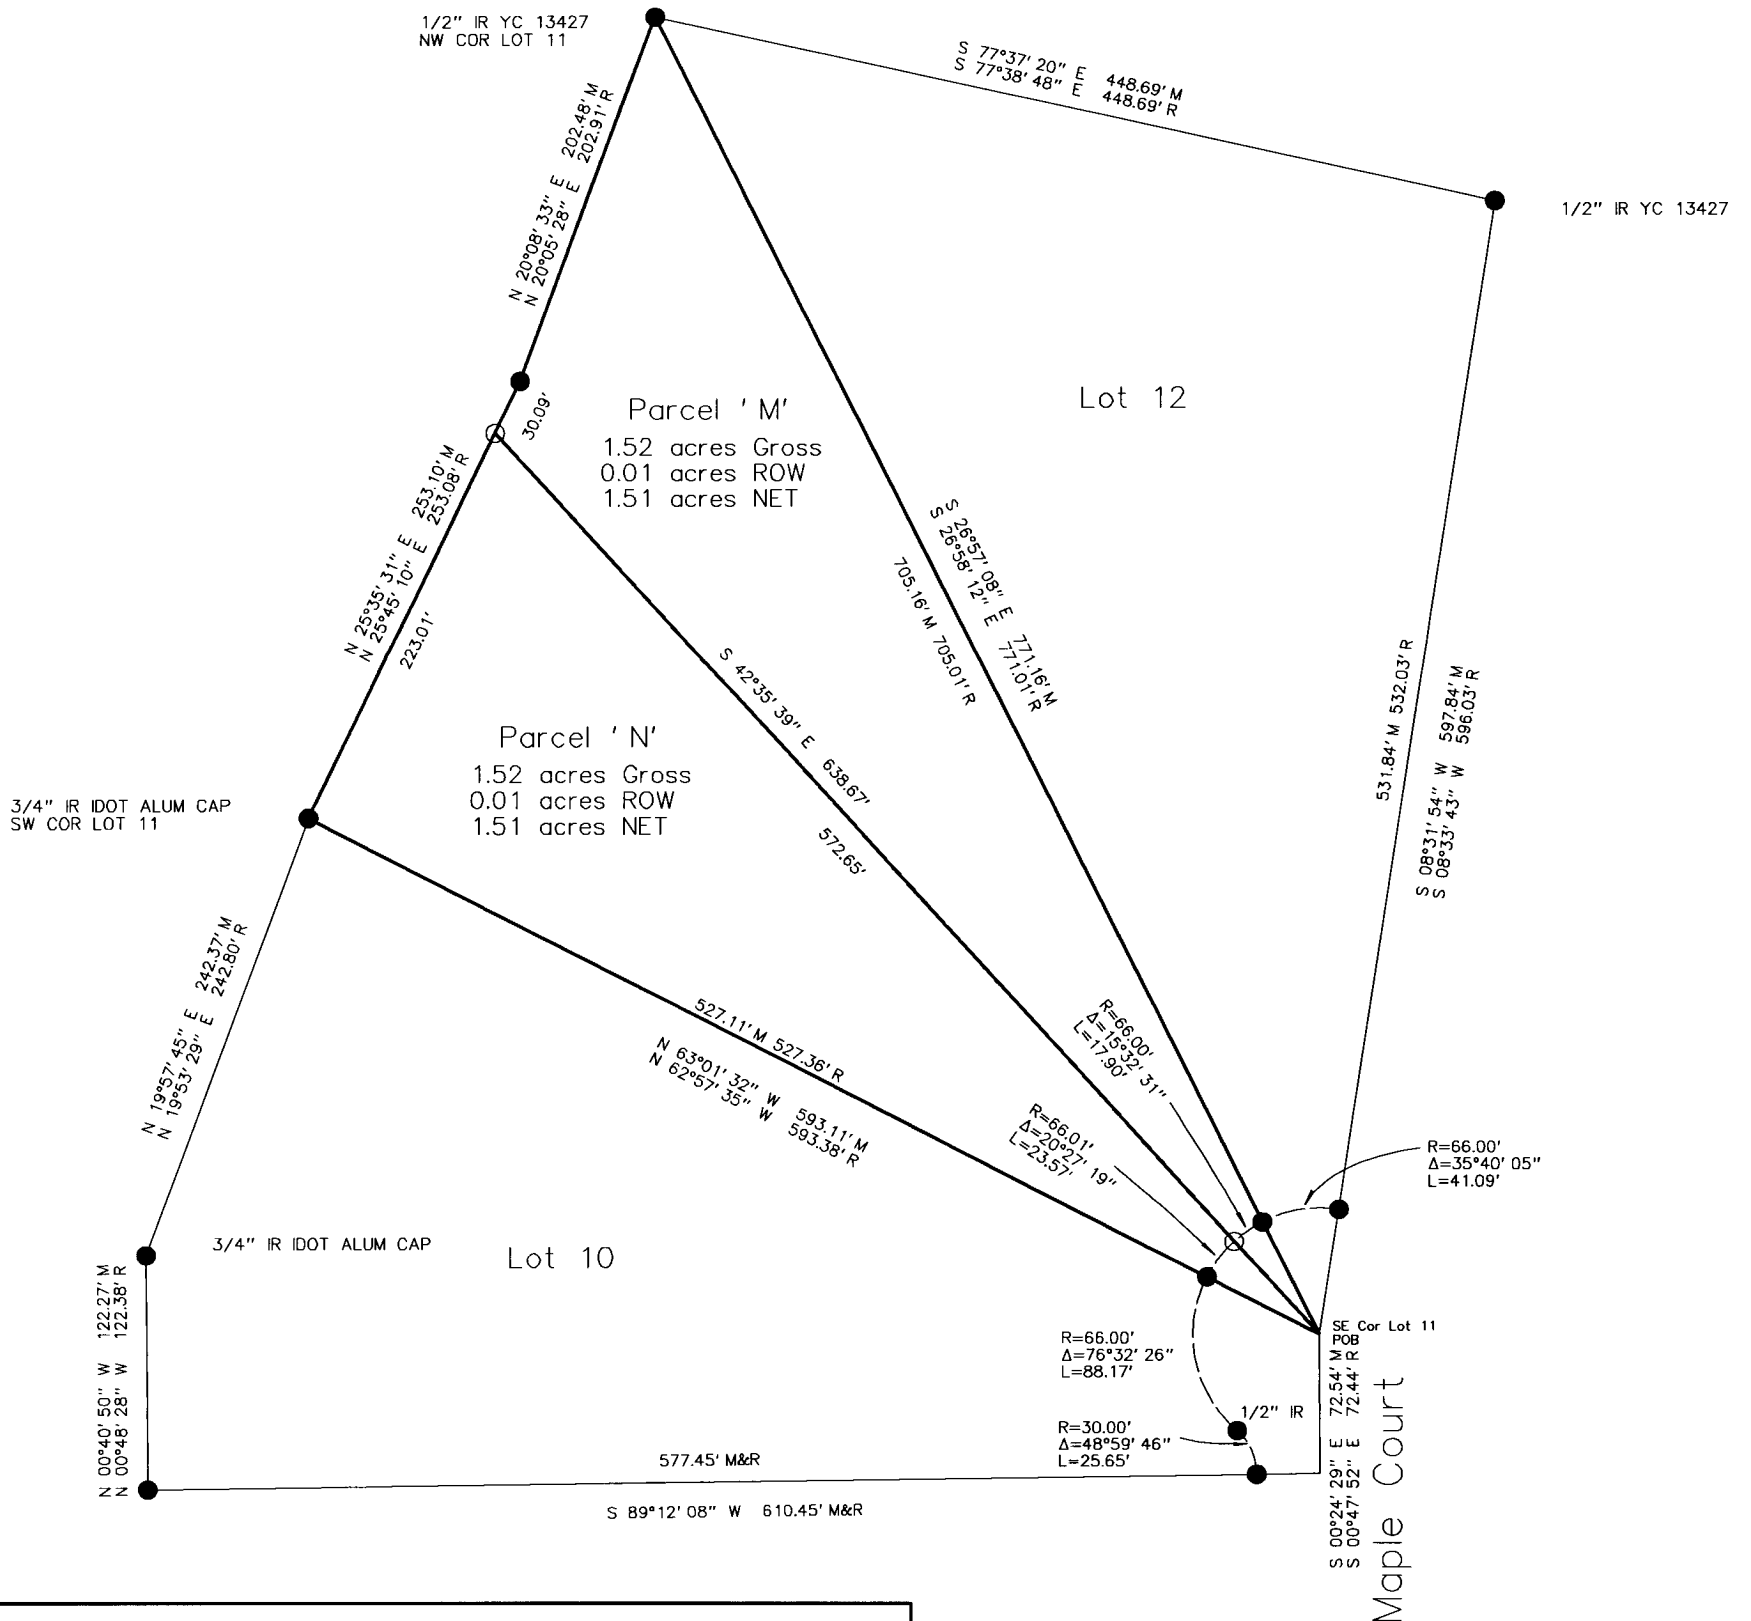 1/2" IR YC 13427
NW COR LOT 11
S 77°37'20" E 448.69' M
S 77°38'48" E 448.69' R
1/2" IR YC 13427
N 20°08'33" E 202.48' M
N 20°05'28" E 202.91' R
30.09'
Parcel 'M'
1.52 acres Gross
0.01 acres ROW
1.51 acres NET
Lot 12
N 25°35'31" E 253.10' M
N 25°45'10" E 253.08' R
223.01'
S 26°57'08" E 771.16' M
S 26°58'12" E 771.01' R
705.16' M 705.01' R
S 42°35'39" E 638.67'
572.65'
531.84' M 532.03' R
S 08°31'54" W 597.84' M
S 08°33'43" W 596.03' R
Parcel 'N'
1.52 acres Gross
0.01 acres ROW
1.51 acres NET
3/4" IR IDOT ALUM CAP
SW COR LOT 11
N 19°57'45" E 242.37' M
N 19°53'29" E 242.80' R
527.11' M 527.36' R
N 63°01'32" W 593.11' M
N 62°57'35" W 593.38' R
R=66.00'
Δ=15°32'31"
L=17.90'
R=66.01'
Δ=20°27'19"
L=23.57'
R=66.00'
Δ=35°40'05"
L=41.09'
3/4" IR IDOT ALUM CAP
Lot 10
N 00°40'50" W 122.27' M
N 00°48'28" W 122.38' R
SE Cor Lot 11
POB
R=66.00'
Δ=76°32'26"
L=88.17'
1/2" IR
R=30.00'
Δ=48°59'46"
L=25.65'
S 00°24'29" E 72.54' M
S 00°47'52" E 72.44' R
Maple Court
577.45' M&R
S 89°12'08" W 610.45' M&R